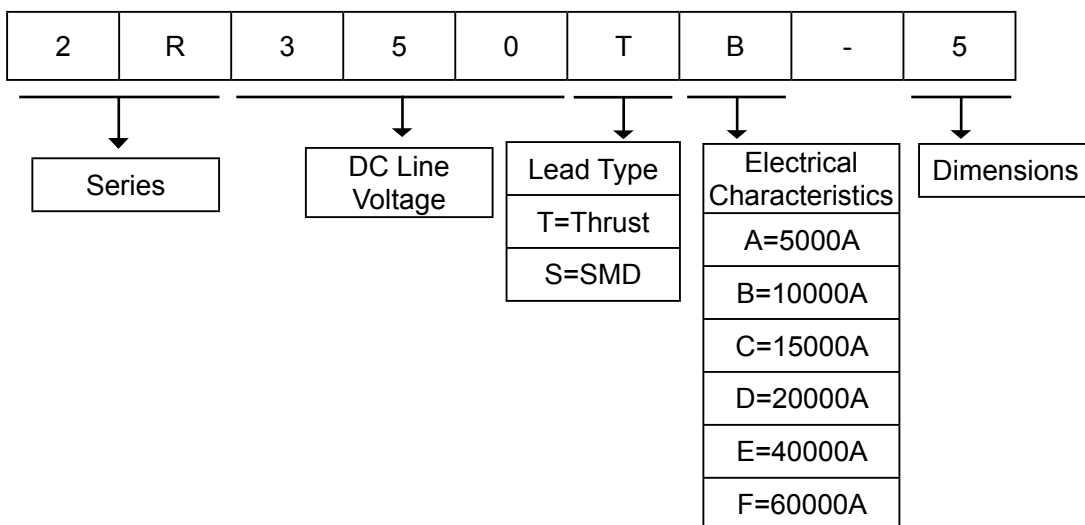 2 R 3 5 0 T B - 5
Series
DC Line
Voltage
Lead Type
T=Thrust
S=SMD
Electrical
Characteristics
A=5000A
B=10000A
C=15000A
D=20000A
E=40000A
F=60000A
Dimensions